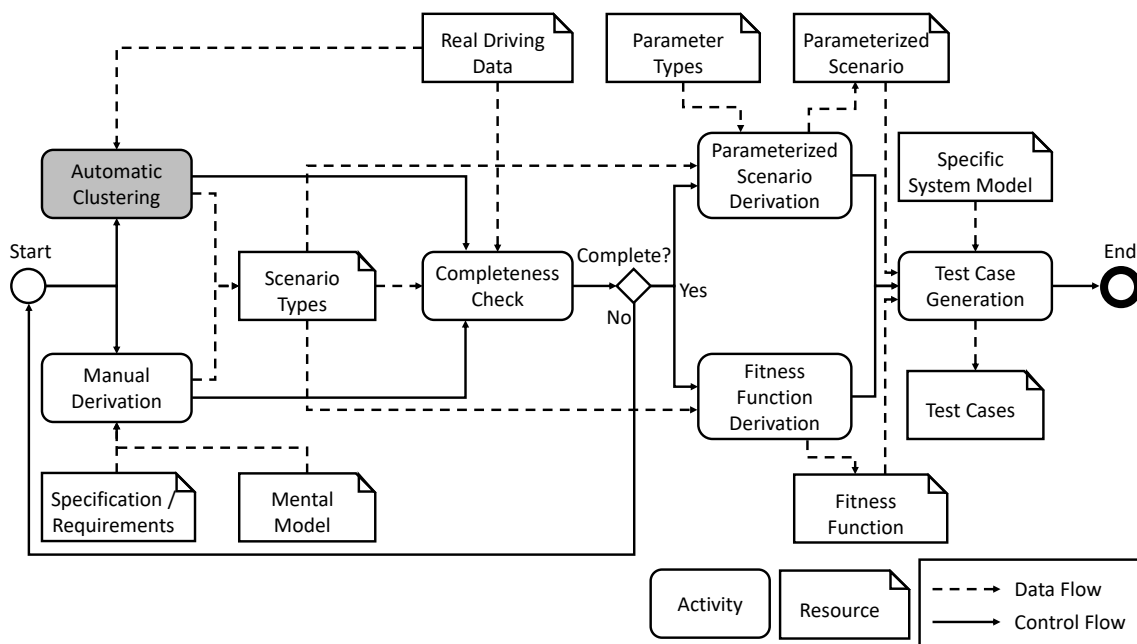 Real Driving
Data
Parameter
Types
Parameterized
Scenario
Automatic
Clustering
Parameterized
Scenario
Derivation
Specific
System Model
Start
Scenario
Types
Completeness
Check
Complete?
Yes
No
Test Case
Generation
End
Manual
Derivation
Fitness
Function
Derivation
Test Cases
Specification /
Requirements
Mental
Model
Fitness
Function
Activity
Resource
Data Flow
Control Flow